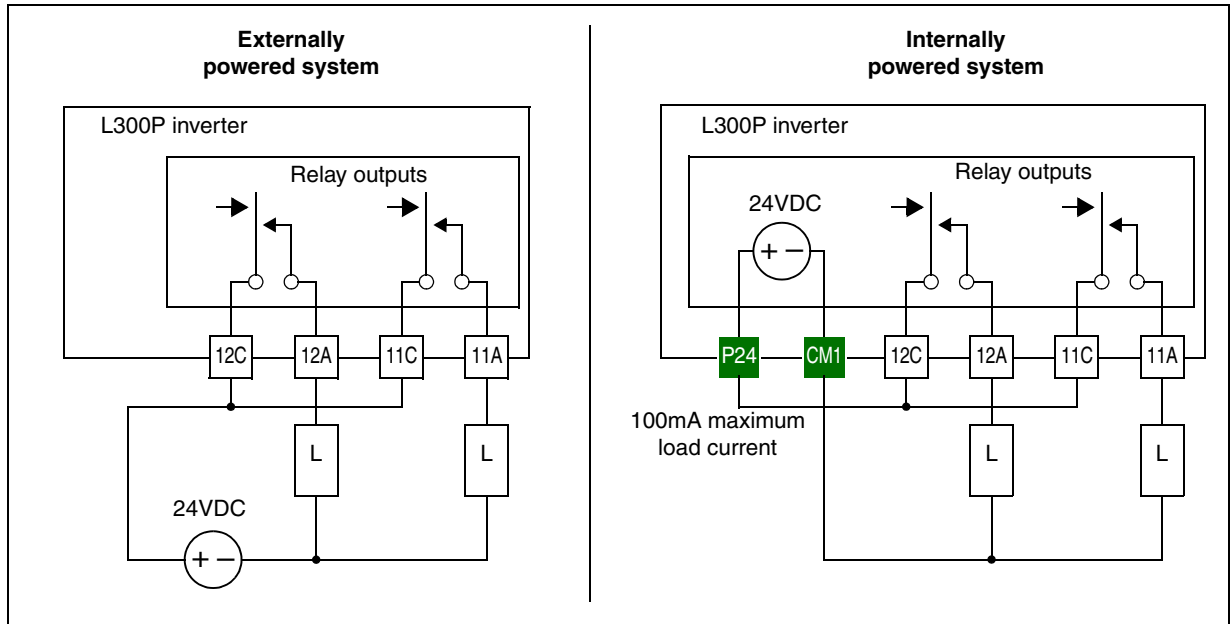 Externally
powered system
L300P inverter
Relay outputs
12C 12A 11C 11A
L L
24VDC
+ −
Internally
powered system
L300P inverter
Relay outputs
24VDC
+ −
P24 CM1 12C 12A 11C 11A
100mA maximum
load current
L L